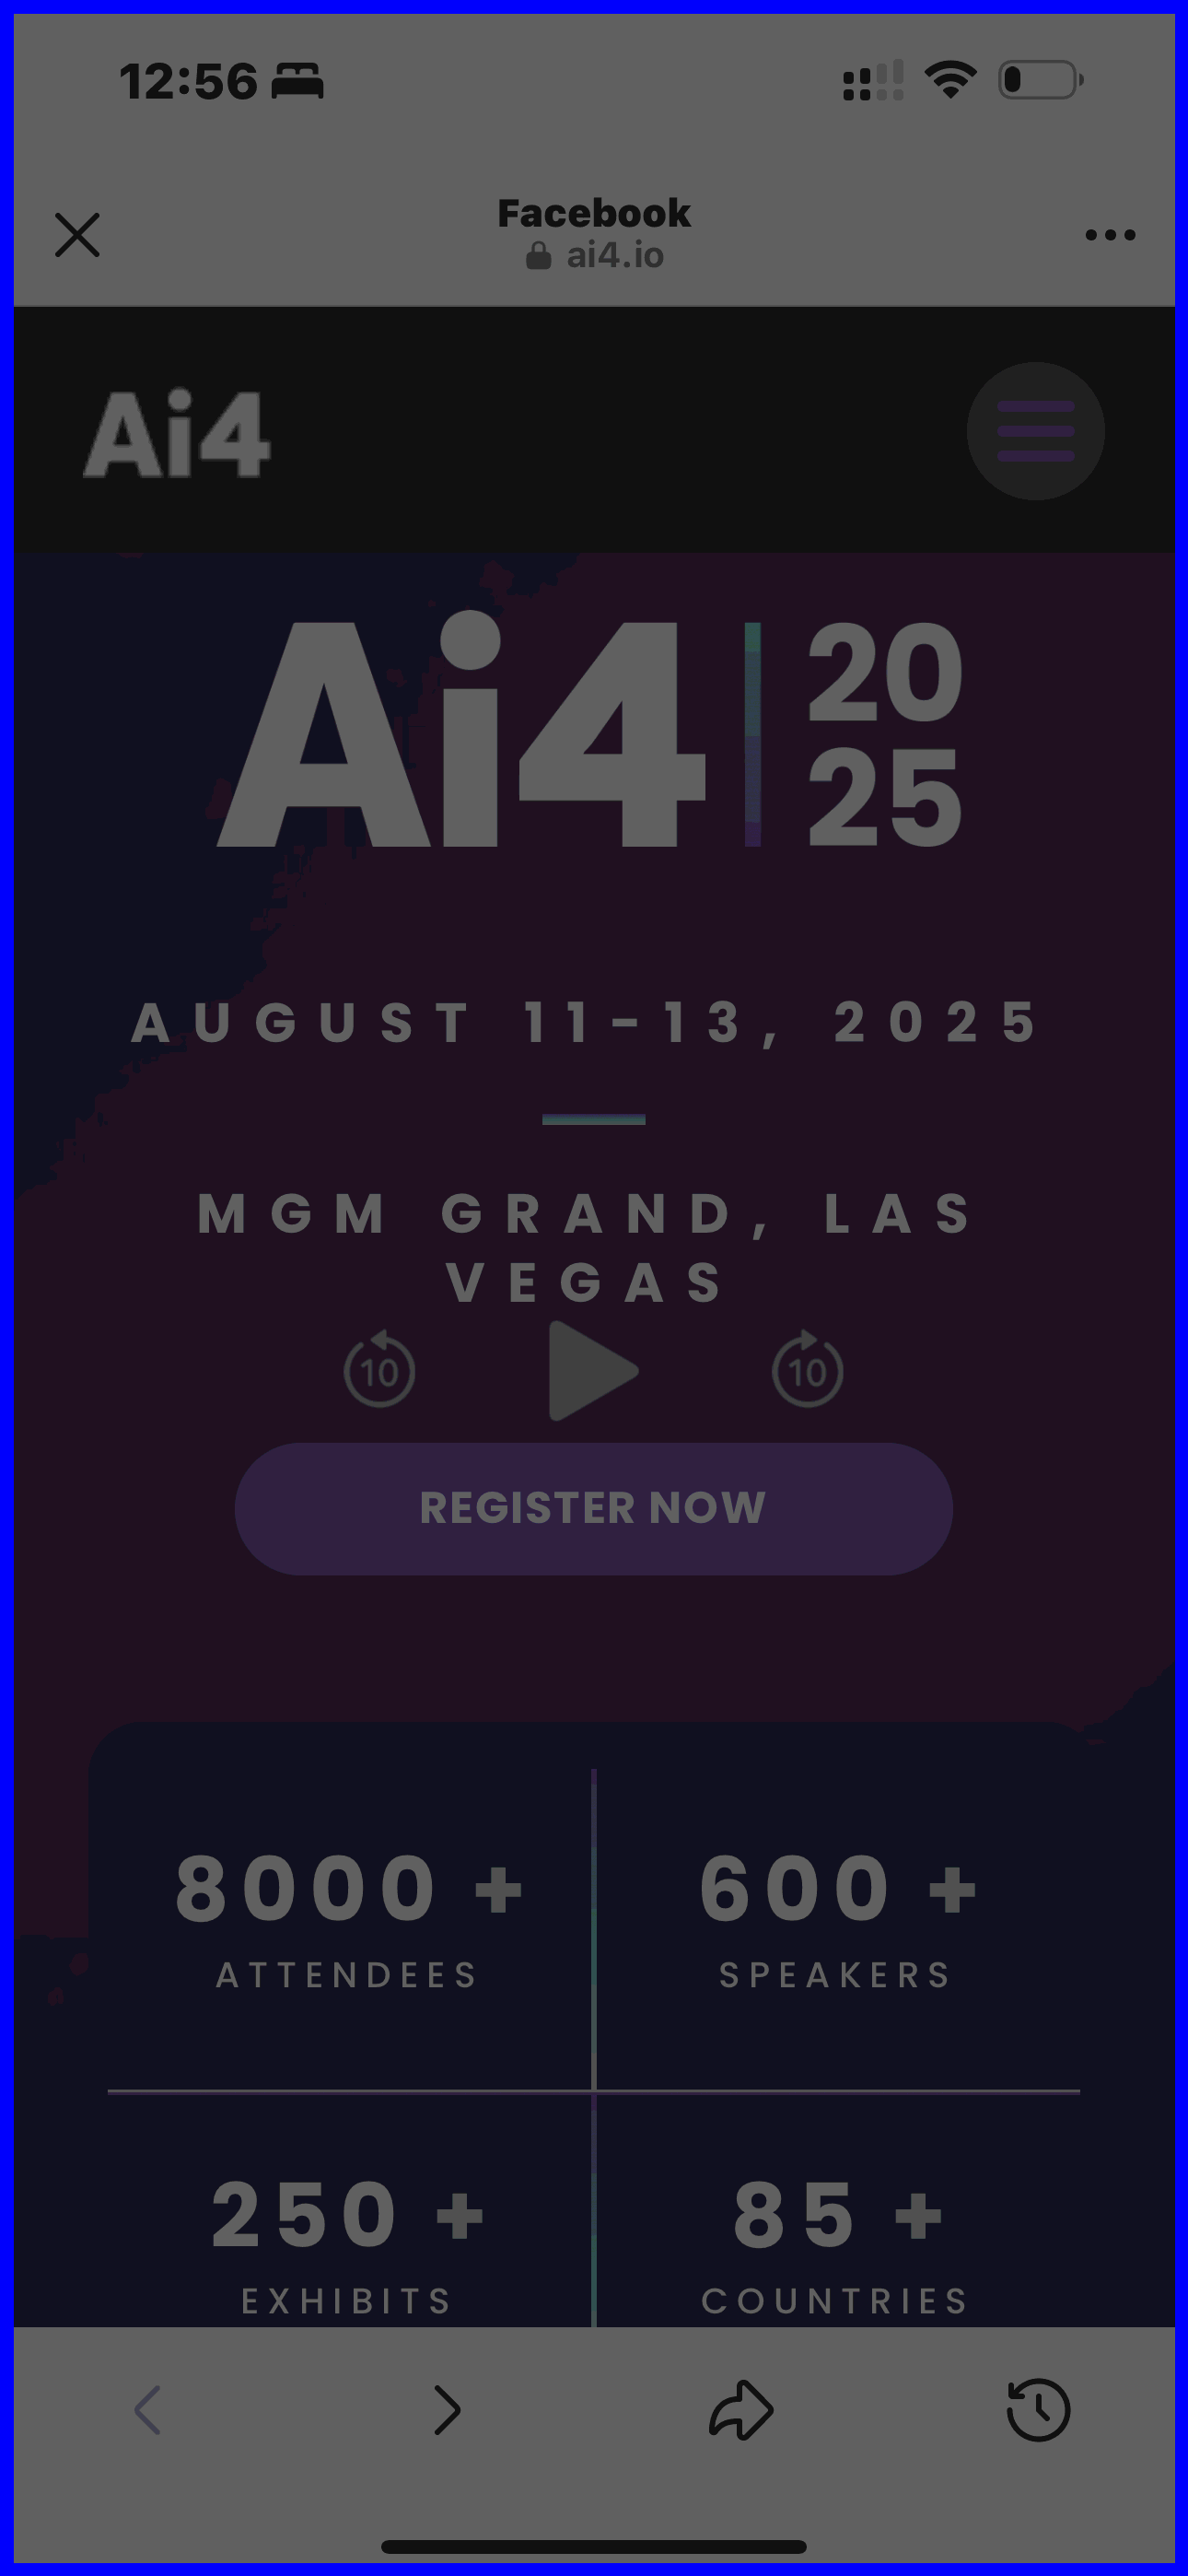 12:56
Facebook
ai4.io
Ai4
Ai4
20
25
AUGUST 11-13, 2025
MGM GRAND, LAS
VEGAS
10 10
REGISTER NOW
8000 + 600 +
ATTENDEES SPEAKERS
250 + 85 +
EXHIBITS COUNTRIES